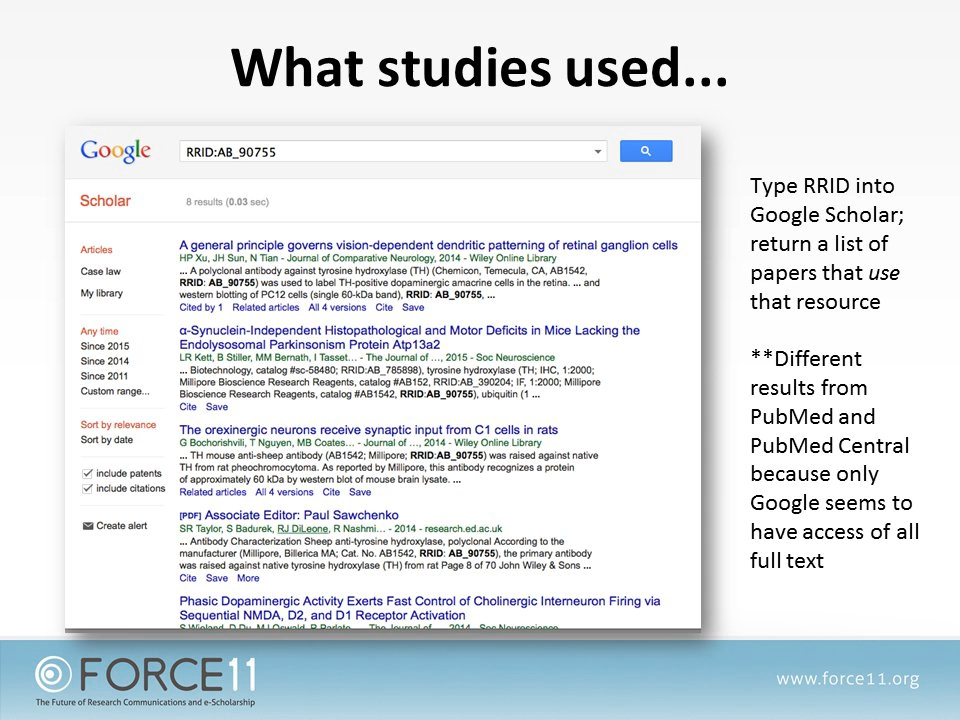 What studies used...
Google
RRID:AB_90755
Scholar
8 results (0.03 sec)
Articles
Case law
My library
Any time
Since 2015
Since 2014
Since 2011
Custom range...
Sort by relevance
Sort by date
include patents
include citations
Create alert
A general principle governs vision-dependent dendritic patterning of retinal ganglion cells
HP Xu, JH Sun, N Tian - Journal of Comparative Neurology, 2014 - Wiley Online Library
... A polyclonal antibody against tyrosine hydroxylase (TH) (Chemicon, Temecula, CA, AB1542,
RRID: AB_90755) was used to label TH-positive dopaminergic amacrine cells in the retina. ... and
western blotting of PC12 cells (single 60-kDa band), RRID: AB_90755, ...
Cited by 1 Related articles All 4 versions Cite Save
α-Synuclein-Independent Histopathological and Motor Deficits in Mice Lacking the
Endolysosomal Parkinsonism Protein Atp13a2
LR Kett, B Stiller, MM Bernath, I Tasset... - The Journal of ..., 2015 - Soc Neuroscience
... Biotechnology, catalog #sc-58480; RRID:AB_785898), tyrosine hydroxylase (TH; IHC, 1:2000;
Millipore Bioscience Research Reagents, catalog #AB152, RRID:AB_390204; IF, 1:2000; Millipore
Bioscience Research Reagents, catalog #AB1542, RRID:AB_90755), ubiquitin (1 ...
Cite Save
The orexinergic neurons receive synaptic input from C1 cells in rats
G Bochorishvili, T Nguyen, MB Coates... - Journal of ..., 2014 - Wiley Online Library
... TH mouse anti-sheep antibody (AB1542; Millipore; RRID:AB_90755) was raised against native
TH from rat pheochromocytoma. As reported by Millipore, this antibody recognizes a protein
of approximately 60 kDa by western blot of mouse brain lysate. ...
Related articles All 4 versions Cite Save
[PDF] Associate Editor: Paul Sawchenko
SR Taylor, S Badurek, RJ DiLeone, R Nashmi... - 2014 - research.ed.ac.uk
... Antibody Characterization Sheep anti-tyrosine hydroxylase, polyclonal According to the
manufacturer (Millipore, Billerica MA; Cat. No. AB1542, RRID: AB_90755), the primary antibody
was raised against native tyrosine hydroxylase (TH) from rat Page 8 of 70 John Wiley & Sons ...
Cite Save More
Phasic Dopaminergic Activity Exerts Fast Control of Cholinergic Interneuron Firing via
Sequential NMDA, D2, and D1 Receptor Activation
S Wieland, D Du, MJ Oswald, R Parlato... - The Journal of ..., 2014 - Soc Neuroscience
Type RRID into
Google Scholar;
return a list of
papers that use
that resource
**Different
results from
PubMed and
PubMed Central
because only
Google seems to
have access of all
full text
FORCE11
The Future of Research Communications and e-Scholarship
www.force11.org